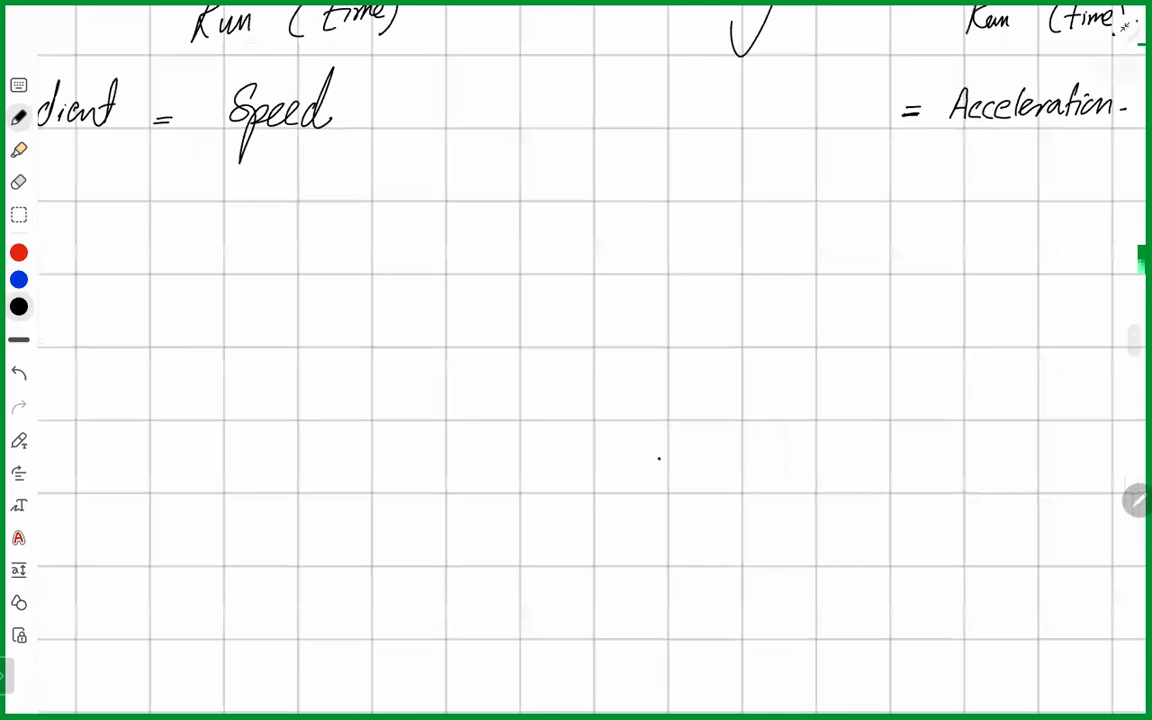 Run (time) Run (time)
dient = Speed = Acceleration.